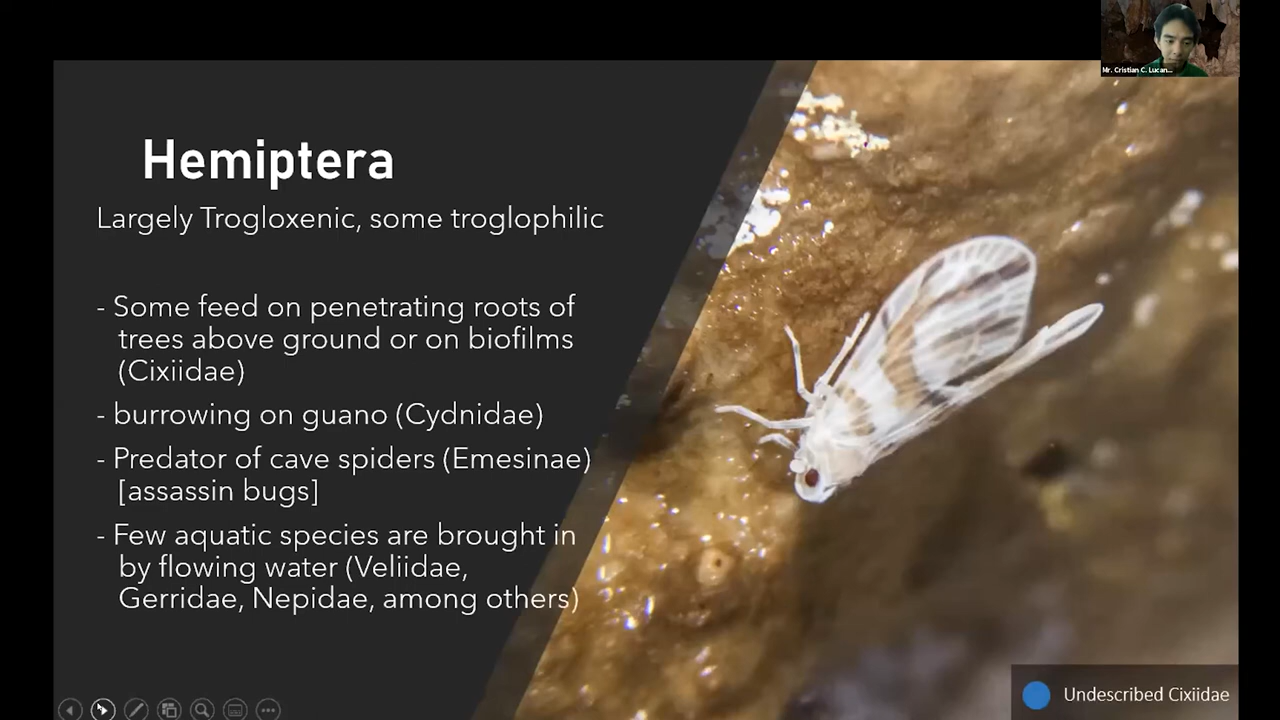 Mr. Cristian C. Lucan...
Hemiptera
Largely Trogloxenic, some troglophilic
- Some feed on penetrating roots of
trees above ground or on biofilms
(Cixiidae)
- burrowing on guano (Cydnidae)
- Predator of cave spiders (Emesinae)
[assassin bugs]
- Few aquatic species are brought in
by flowing water (Veliidae,
Gerridae, Nepidae, among others)
Undescribed Cixiidae